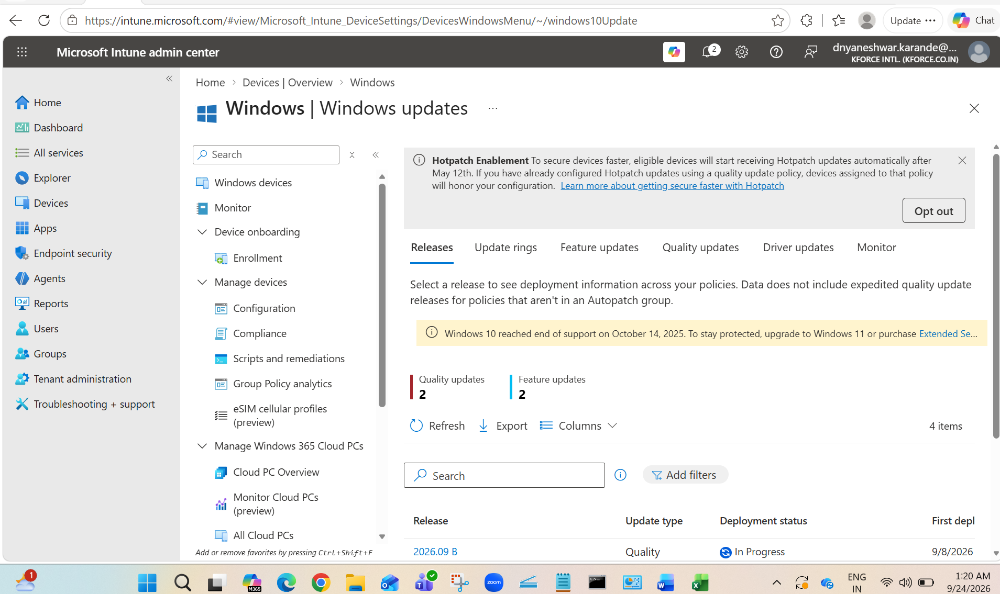 https://intune.microsoft.com/#view/Microsoft_Intune_DeviceSettings/DevicesWindowsMenu/~/windows10Update
Update
Chat
Microsoft Intune admin center
2
dnyaneshwar.karande@...
KFORCE INTL. (KFORCE.CO.IN)
Home
Dashboard
All services
Explorer
Devices
Apps
Endpoint security
Agents
Reports
Users
Groups
Tenant administration
Troubleshooting + support
Home > Devices | Overview > Windows
Windows | Windows updates
...
Search
Windows devices
Monitor
Device onboarding
Enrollment
Manage devices
Configuration
Compliance
Scripts and remediations
Group Policy analytics
eSIM cellular profiles
(preview)
Manage Windows 365 Cloud PCs
Cloud PC Overview
Monitor Cloud PCs
(preview)
All Cloud PCs
Add or remove favorites by pressing Ctrl+Shift+F
Hotpatch Enablement To secure devices faster, eligible devices will start receiving Hotpatch updates automatically after
May 12th. If you have already configured Hotpatch updates using a quality update policy, devices assigned to that policy
will honor your configuration. Learn more about getting secure faster with Hotpatch
Opt out
Releases Update rings Feature updates Quality updates Driver updates Monitor
Select a release to see deployment information across your policies. Data does not include expedited quality update
releases for policies that aren't in an Autopatch group.
Windows 10 reached end of support on October 14, 2025. To stay protected, upgrade to Windows 11 or purchase Extended Se...
Quality updates Feature updates
2 2
Refresh Export Columns 4 items
Search Add filters
Release Update type Deployment status First depl
2026.09 B Quality In Progress 9/8/2026
1
M365
zoom
ENG
IN
1:20 AM
9/24/2026